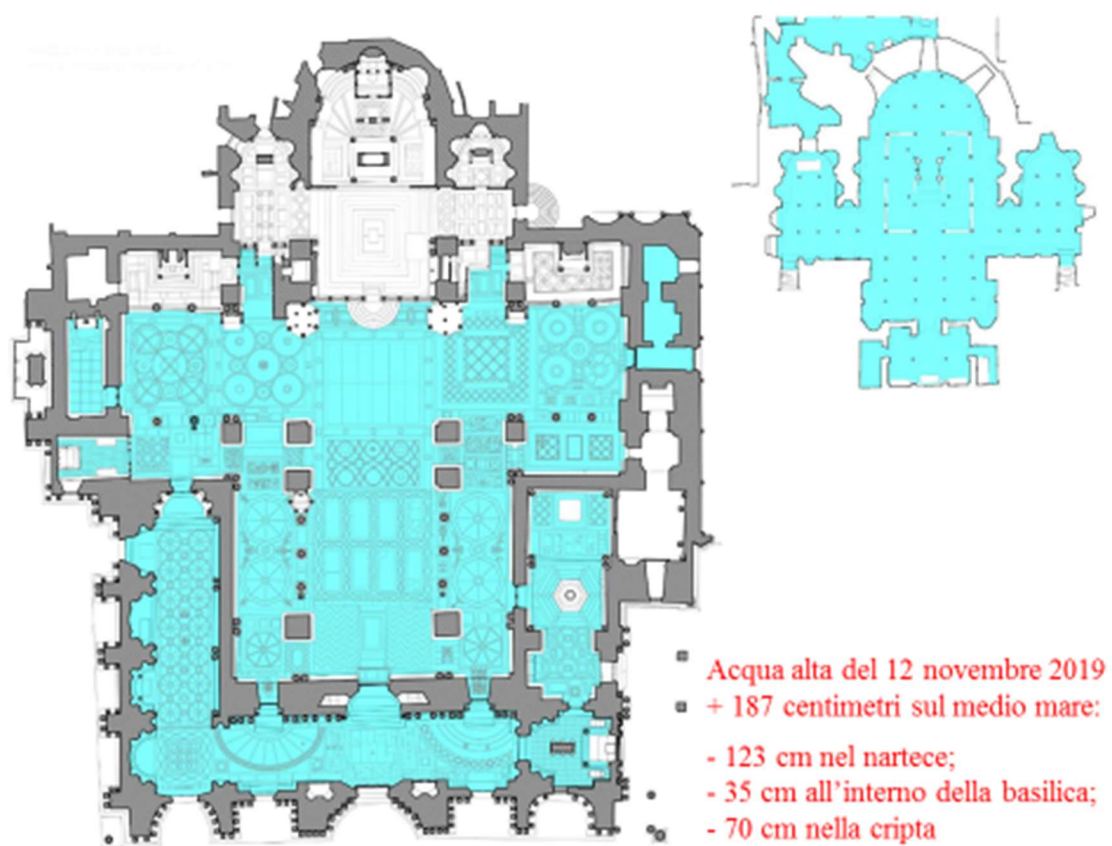 Acqua alta del 12 novembre 2019
+ 187 centimetri sul medio mare:
- 123 cm nel nartece;
- 35 cm all’interno della basilica;
- 70 cm nella cripta